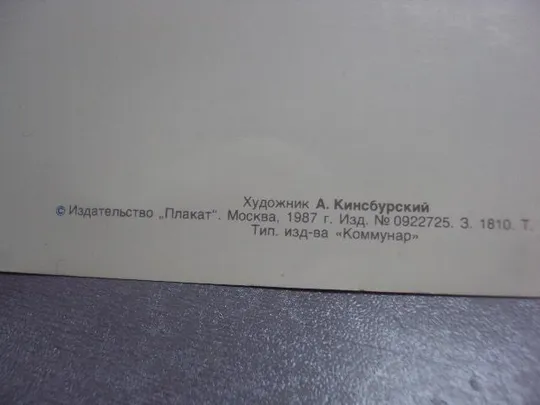 Художник А. Кинсбурский
© Издательство „Плакат". Москва. 1987 г. Изд. № 0922725. З. 1810. Т.
Тип. изд-ва «Коммунар»